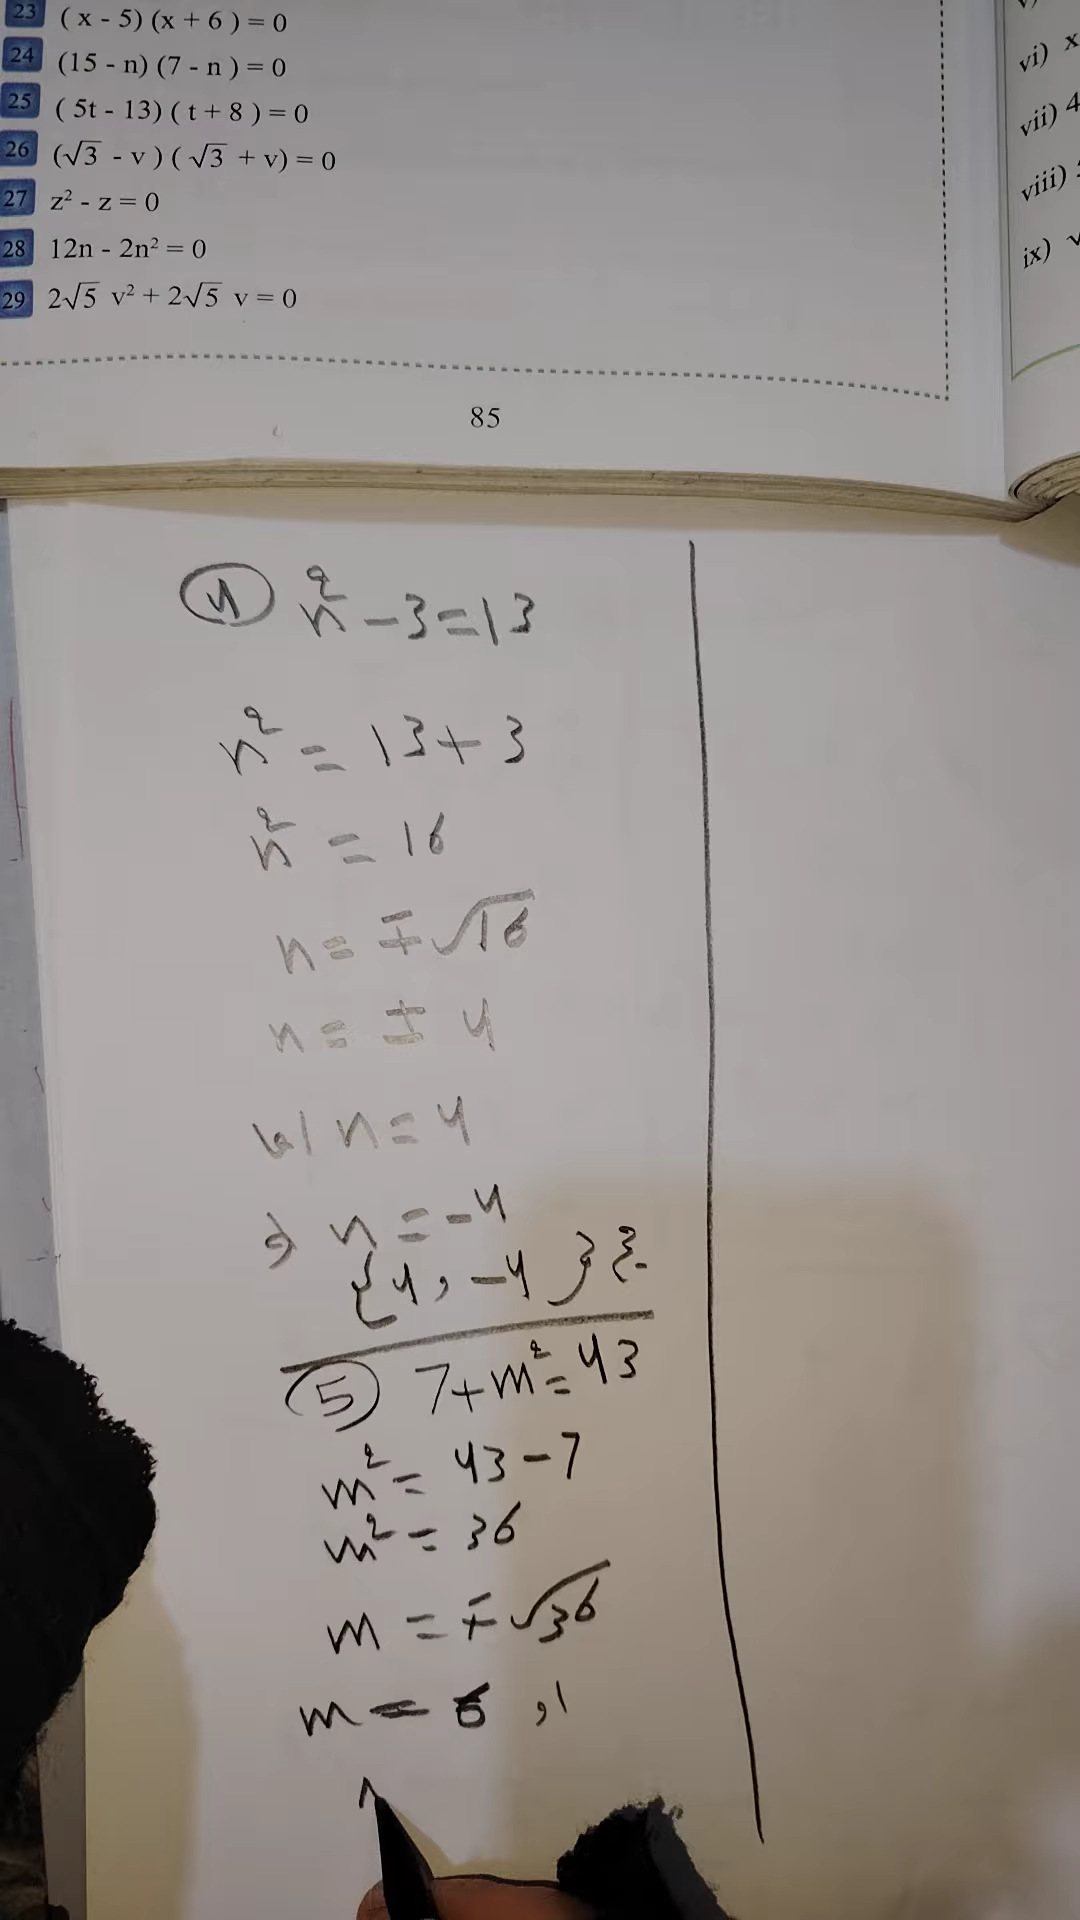 23 ( x - 5) (x + 6 ) = 0
24 (15 - n) (7 - n ) = 0
25 ( 5t - 13) ( t + 8 ) = 0
26 (√3 - v ) ( √3 + v) = 0
27 z² - z = 0
28 12n - 2n² = 0
29 2√5 v² + 2√5 v = 0
85
vi) x
vii) 4
viii)
ix) √
④ n² - 3 = 13
n² = 13 + 3
n² = 16
n = ∓√16
n = ± 4
اما n = 4
او n = -4
{4 , -4 }
⑤ 7 + m² = 43
m² = 43 - 7
m² = 36
m = ∓√36
m = 6 او